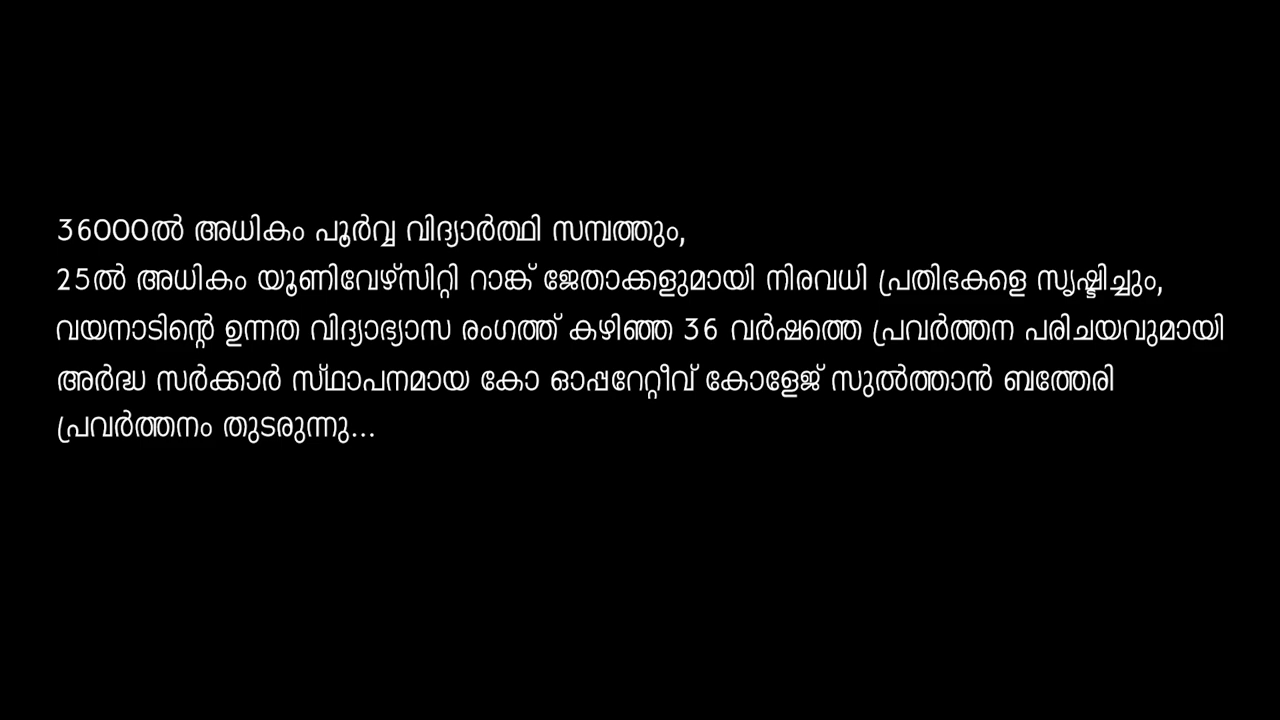 36000ൽ അധികം പൂർവ്വ വിദ്യാർത്ഥി സമ്പത്തും,
25ൽ അധികം യൂണിവേഴ്സിറ്റി റാങ്ക് ജേതാക്കളുമായി നിരവധി പ്രതിഭകളെ സൃഷ്ടിച്ചും,
വയനാടിന്റെ ഉന്നത വിദ്യാഭ്യാസ രംഗത്ത് കഴിഞ്ഞ 36 വർഷത്തെ പ്രവർത്തന പരിചയവുമായി
അർദ്ധ സർക്കാർ സ്ഥാപനമായ കോ ഓപ്പറേറ്റീവ് കോളേജ് സുൽത്താൻ ബത്തേരി
പ്രവർത്തനം തുടരുന്നു...